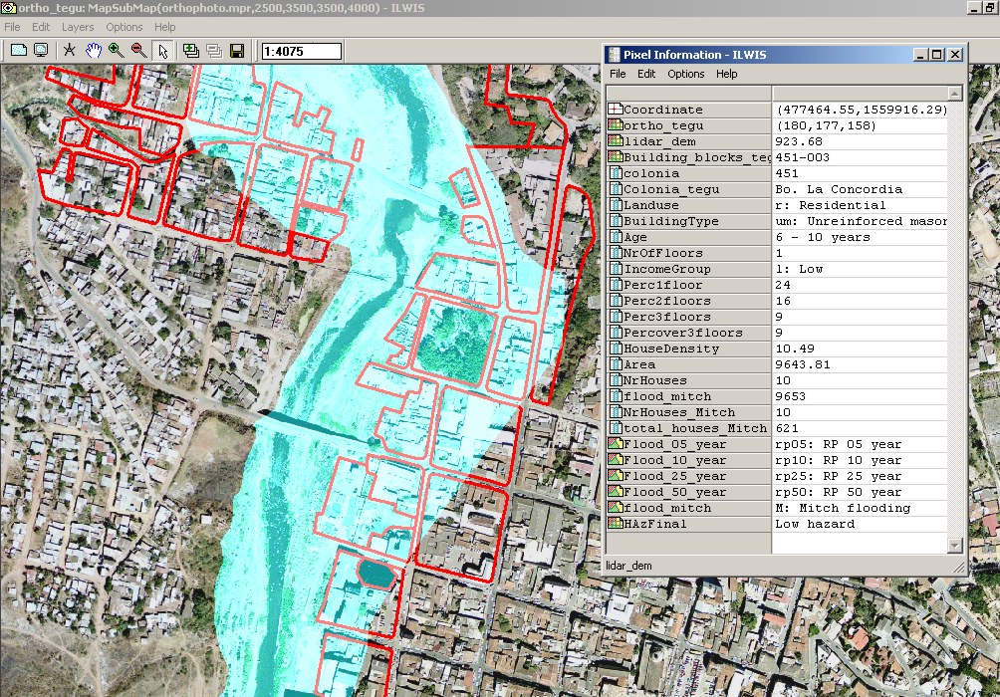 ortho_tegu: MapSubMap(orthophoto.mpr,2500,3500,3500,4000) - ILWIS
File Edit Layers Options Help
1:4075
Pixel Information - ILWIS
File Edit Options Help
Coordinate (477464.55,1559916.29)
ortho_tegu (180,177,158)
lidar_dem 923.68
Building_blocks_teg 451-003
colonia 451
Colonia_tegu Bo. La Concordia
Landuse r: Residential
BuildingType um: Unreinforced mason
Age 6 - 10 years
NrOfFloors 1
IncomeGroup l: Low
Perc1floor 24
Perc2floors 16
Perc3floors 9
Percover3floors 9
HouseDensity 10.49
Area 9643.81
NrHouses 10
flood_mitch 9653
NrHouses_Mitch 10
total_houses_Mitch 621
Flood_05_year rp05: RP 05 year
Flood_10_year rp10: RP 10 year
Flood_25_year rp25: RP 25 year
Flood_50_year rp50: RP 50 year
flood_mitch M: Mitch flooding
HAzFinal Low hazard
lidar_dem